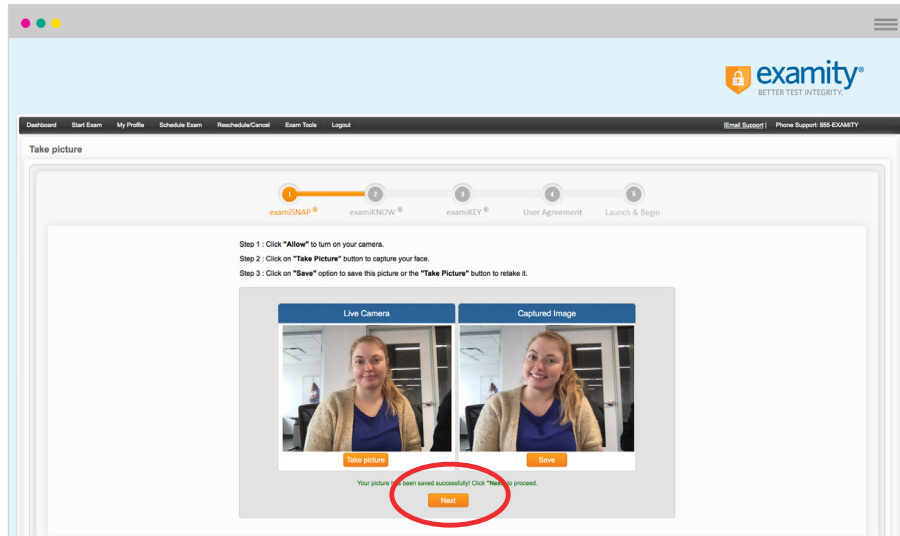 examity®
BETTER TEST INTEGRITY.
Dashboard Start Exam My Profile Schedule Exam Reschedule/Cancel Exam Tools Logout |Email Support| Phone Support: 855-EXAMITY
Take picture
1 2 3 4 5
examiSNAP ® examiKNOW ® examiKEY ® User Agreement Launch & Begin
Step 1 : Click "Allow" to turn on your camera.
Step 2 : Click on "Take Picture" button to capture your face.
Step 3 : Click on "Save" option to save this picture or the "Take Picture" button to retake it.
Live Camera Captured Image
Take picture Save
Your picture been saved successfully! Click to proceed.
Next